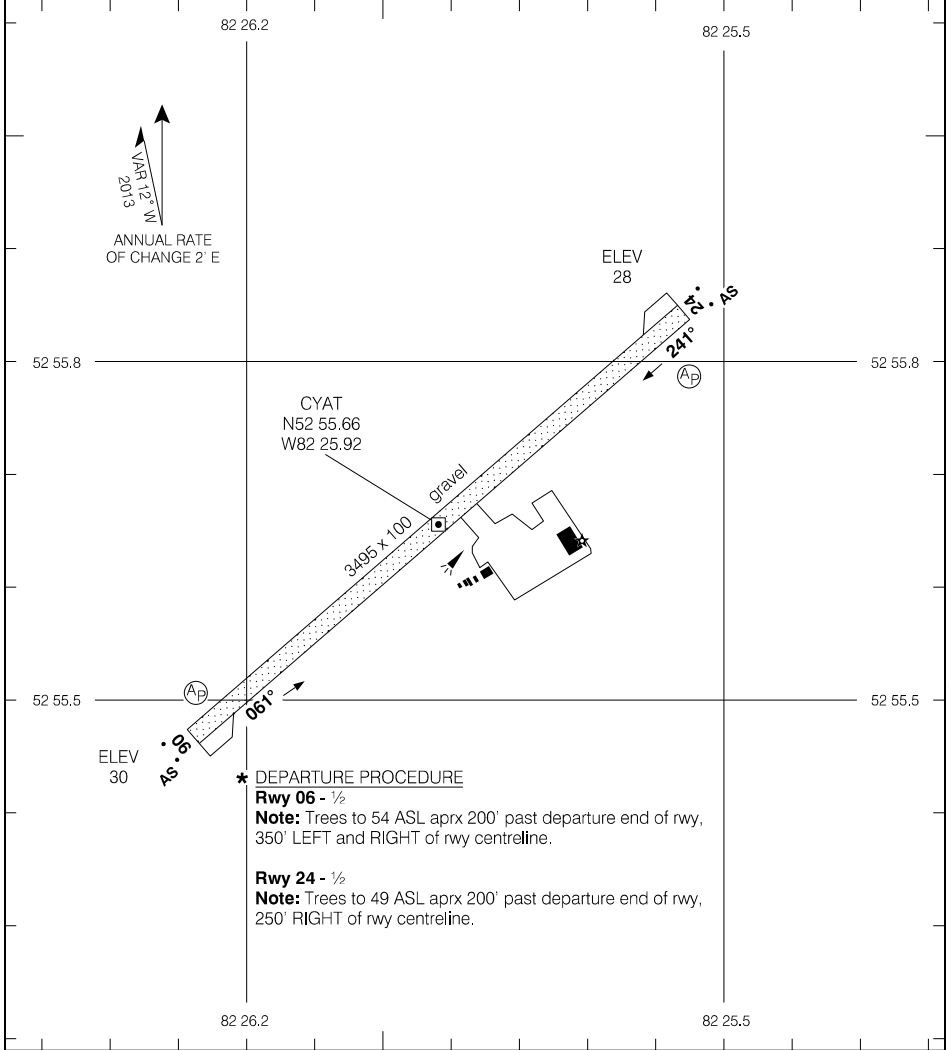 82 26.2
82 25.5
VAR 12° W
2013
ANNUAL RATE
OF CHANGE 2' E
ELEV
28
24
AS
241°
AP
52 55.8
52 55.8
CYAT
N52 55.66
W82 25.92
gravel
3495 x 100
AP
061°
52 55.5
52 55.5
06
AS
ELEV
30
* DEPARTURE PROCEDURE
Rwy 06 - ½
Note: Trees to 54 ASL aprx 200' past departure end of rwy,
350' LEFT and RIGHT of rwy centreline.
Rwy 24 - ½
Note: Trees to 49 ASL aprx 200' past departure end of rwy,
250' RIGHT of rwy centreline.
82 26.2
82 25.5